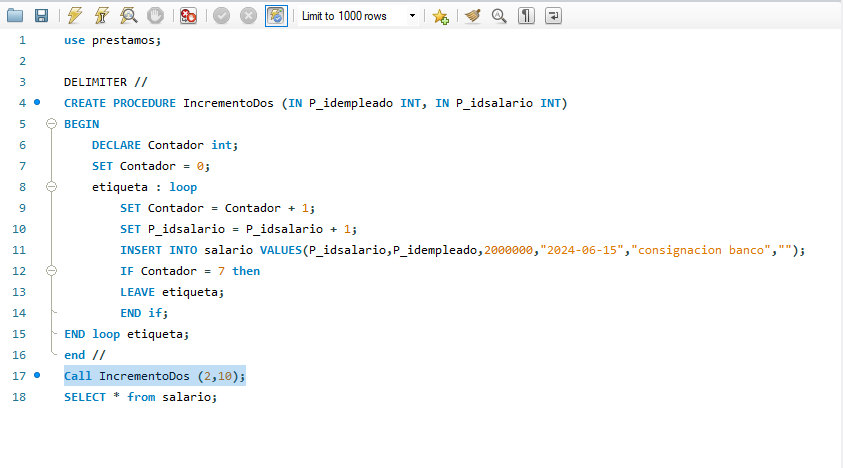 Limit to 1000 rows
1 use prestamos;
2
3 DELIMITER //
4 CREATE PROCEDURE IncrementoDos (IN P_idempleado INT, IN P_idsalario INT)
5 BEGIN
6 DECLARE Contador int;
7 SET Contador = 0;
8 etiqueta : loop
9 SET Contador = Contador + 1;
10 SET P_idsalario = P_idsalario + 1;
11 INSERT INTO salario VALUES(P_idsalario,P_idempleado,2000000,"2024-06-15","consignacion banco","");
12 IF Contador = 7 then
13 LEAVE etiqueta;
14 END if;
15 END loop etiqueta;
16 end //
17 Call IncrementoDos (2,10);
18 SELECT * from salario;